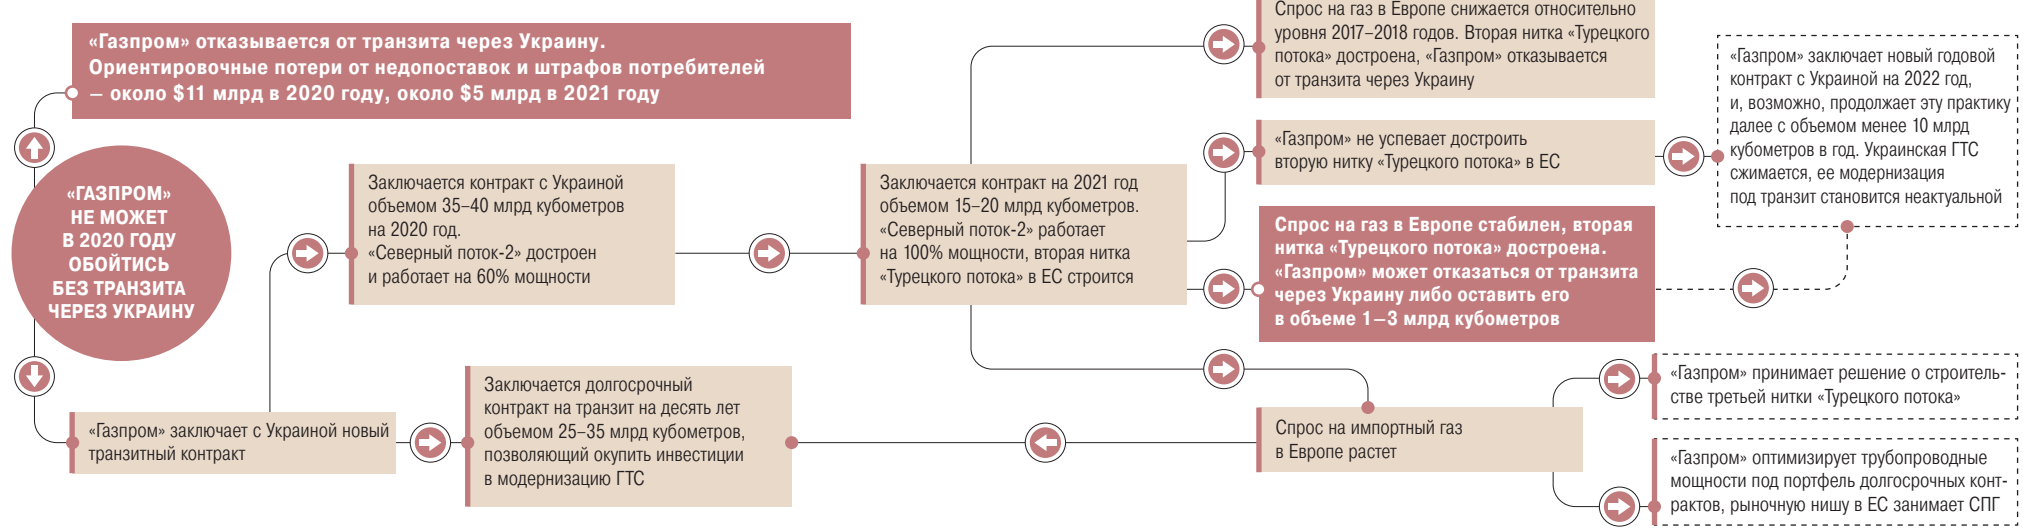 «Газпром» отказывается от транзита через Украину.
Ориентировочные потери от недопоставок и штрафов потребителей
– около $11 млрд в 2020 году, около $5 млрд в 2021 году
«ГАЗПРОМ»
НЕ МОЖЕТ
В 2020 ГОДУ
ОБОЙТИСЬ
БЕЗ ТРАНЗИТА
ЧЕРЕЗ УКРАИНУ
«Газпром» заключает с Украиной новый
транзитный контракт
Заключается контракт с Украиной
объемом 35–40 млрд кубометров
на 2020 год.
«Северный поток-2» достроен
и работает на 60% мощности
Заключается долгосрочный
контракт на транзит на десять лет
объемом 25–35 млрд кубометров,
позволяющий окупить инвестиции
в модернизацию ГТС
Заключается контракт на 2021 год
объемом 15–20 млрд кубометров.
«Северный поток-2» работает
на 100% мощности, вторая нитка
«Турецкого потока» в ЕС строится
Спрос на газ в Европе снижается относительно
уровня 2017–2018 годов. Вторая нитка «Турецкого
потока» достроена, «Газпром» отказывается
от транзита через Украину
«Газпром» не успевает достроить
вторую нитку «Турецкого потока» в ЕС
Спрос на газ в Европе стабилен, вторая
нитка «Турецкого потока» достроена.
«Газпром» может отказаться от транзита
через Украину либо оставить его
в объеме 1–3 млрд кубометров
Спрос на импортный газ
в Европе растет
«Газпром» заключает новый годовой
контракт с Украиной на 2022 год,
и, возможно, продолжает эту практику
далее с объемом менее 10 млрд
кубометров в год. Украинская ГТС
сжимается, ее модернизация
под транзит становится неактуальной
«Газпром» принимает решение о строитель-
стве третьей нитки «Турецкого потока»
«Газпром» оптимизирует трубопроводные
мощности под портфель долгосрочных конт-
рактов, рыночную нишу в ЕС занимает СПГ